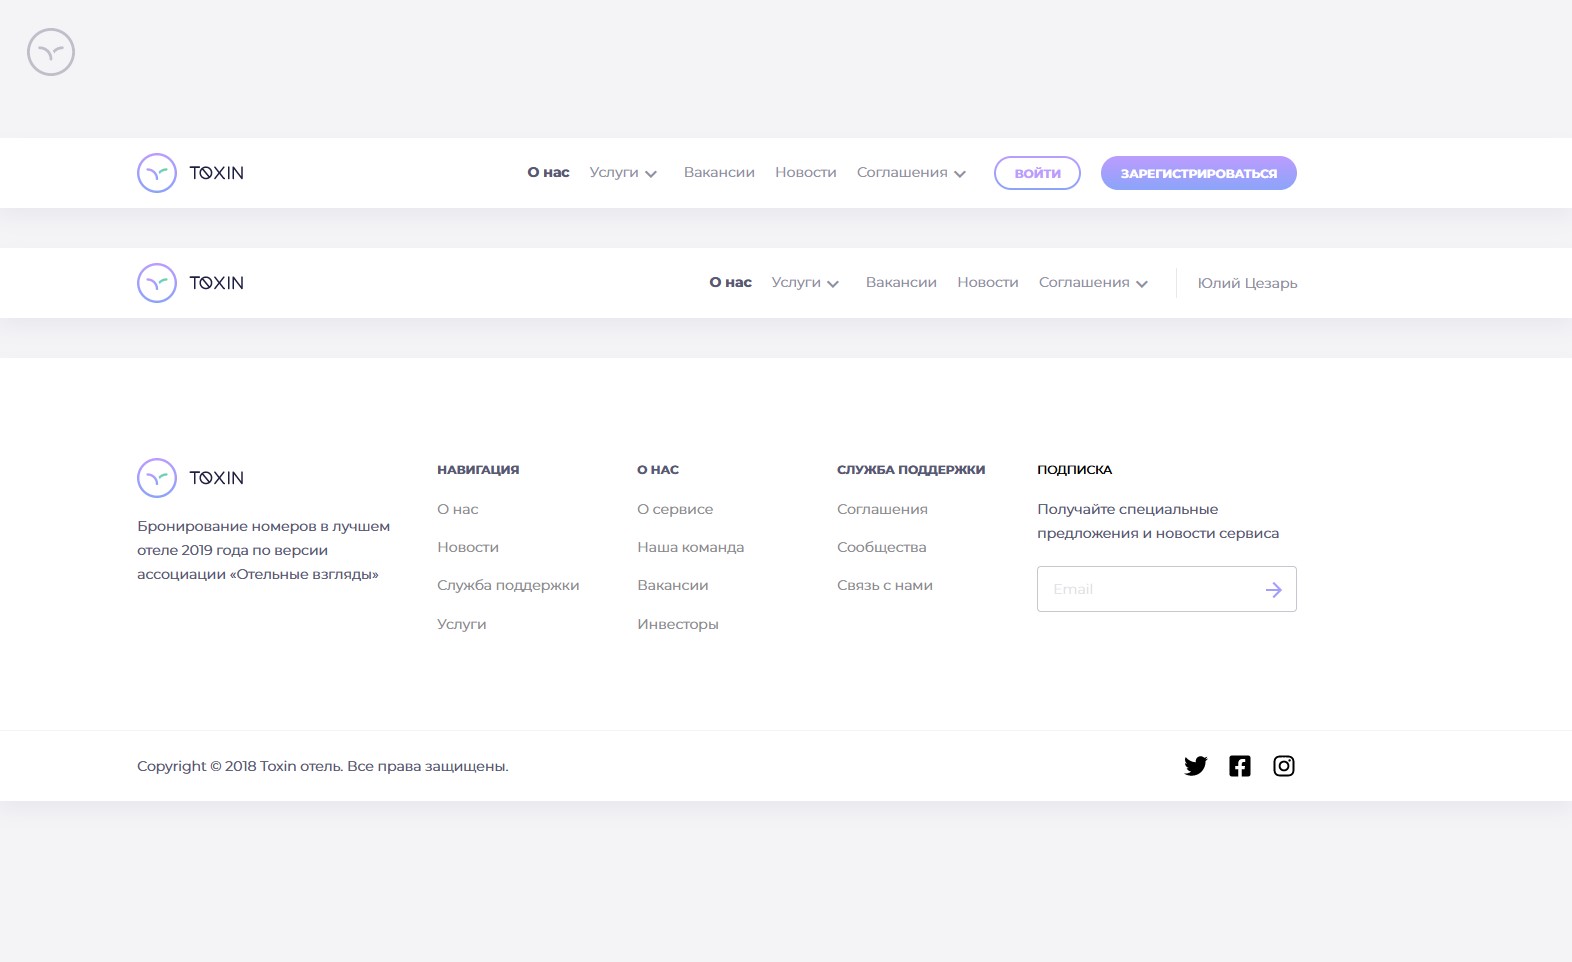 TOXIN
О нас Услуги Вакансии Новости Соглашения ВОЙТИ ЗАРЕГИСТРИРОВАТЬСЯ
TOXIN
О нас Услуги Вакансии Новости Соглашения Юлий Цезарь
TOXIN
Бронирование номеров в лучшем
отеле 2019 года по версии
ассоциации «Отельные взгляды»
НАВИГАЦИЯ
О нас
Новости
Служба поддержки
Услуги
О НАС
О сервисе
Наша команда
Вакансии
Инвесторы
СЛУЖБА ПОДДЕРЖКИ
Соглашения
Сообщества
Связь с нами
ПОДПИСКА
Получайте специальные
предложения и новости сервиса
Email
Copyright © 2018 Toxin отель. Все права защищены.